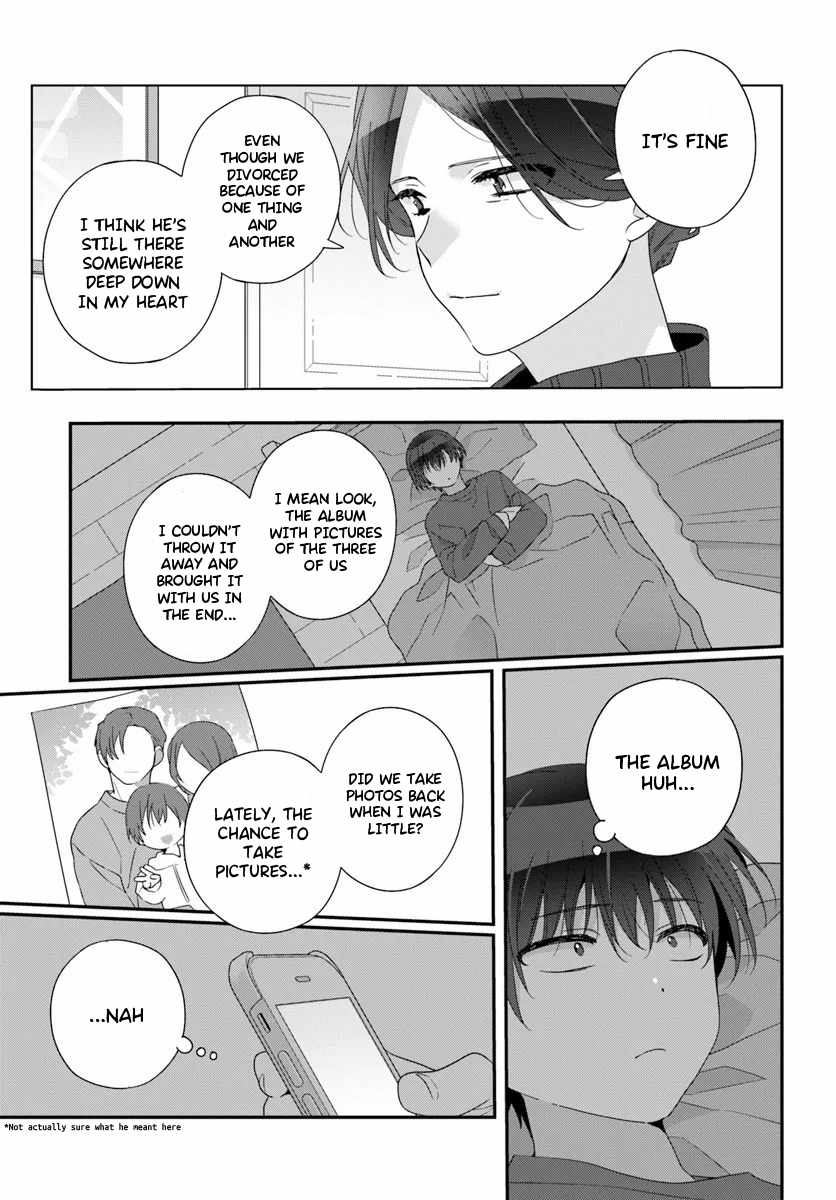 IT'S FINE
EVEN
THOUGH WE
DIVORCED
BECAUSE OF
ONE THING
AND
ANOTHER
I THINK HE'S
STILL THERE
SOMEWHERE
DEEP DOWN
IN MY HEART
I MEAN LOOK,
THE ALBUM
WITH PICTURES
OF THE THREE
OF US
I COULDN'T
THROW IT
AWAY AND
BROUGHT IT
WITH US IN
THE END...
THE ALBUM
HUH...
DID WE TAKE
PHOTOS BACK
WHEN I WAS
LITTLE?
LATELY, THE
CHANCE TO
TAKE
PICTURES...*
...NAH
*Not actually sure what he meant here